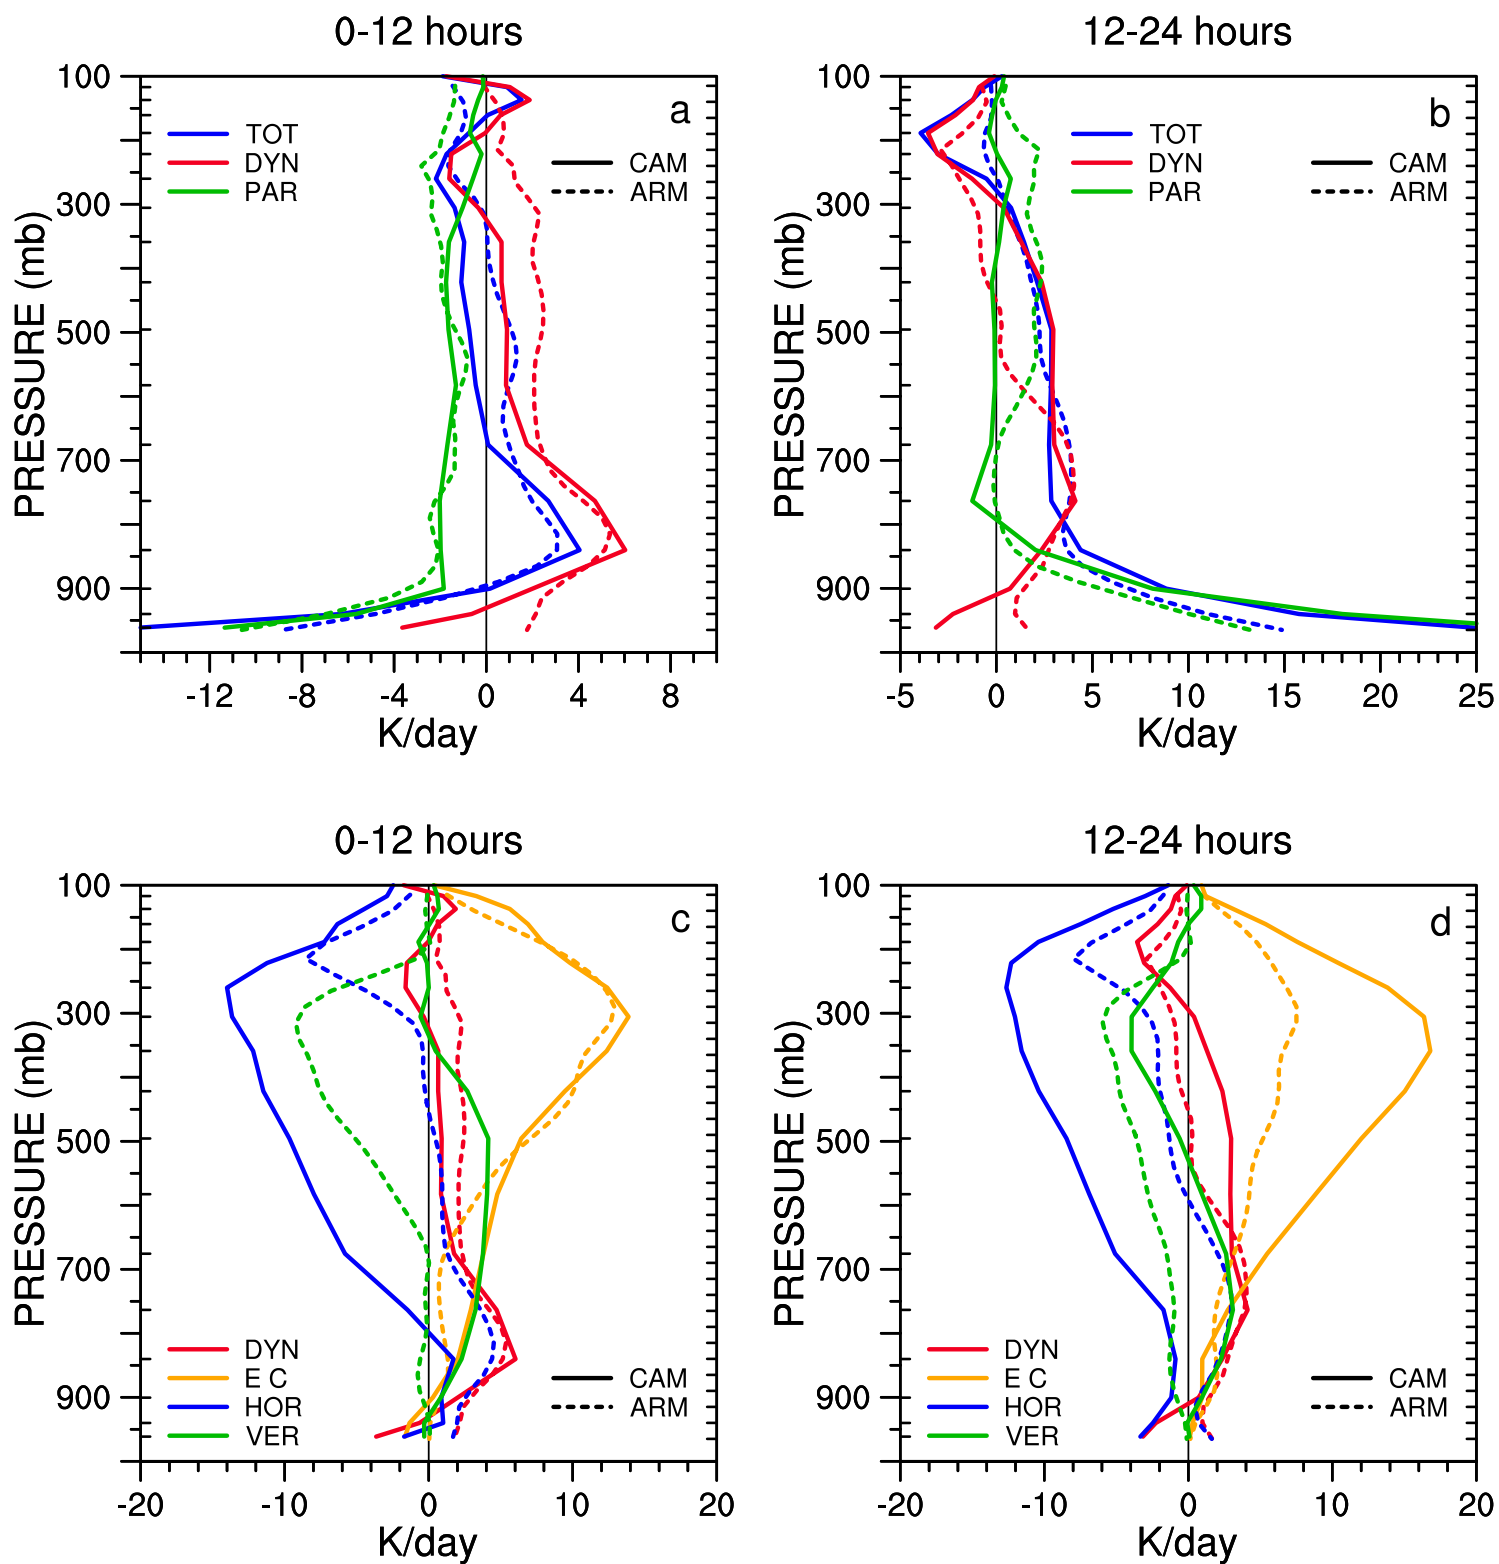 0-12 hours
12-24 hours
100
300
500
700
900
PRESSURE (mb)
a
TOT
DYN
PAR
CAM
ARM
-12 -8 -4 0 4 8
K/day
100
300
500
700
900
PRESSURE (mb)
b
TOT
DYN
PAR
CAM
ARM
-5 0 5 10 15 20 25
K/day
0-12 hours
12-24 hours
100
300
500
700
900
PRESSURE (mb)
c
DYN
E C
HOR
VER
CAM
ARM
-20 -10 0 10 20
K/day
100
300
500
700
900
PRESSURE (mb)
d
DYN
E C
HOR
VER
CAM
ARM
-20 -10 0 10 20
K/day